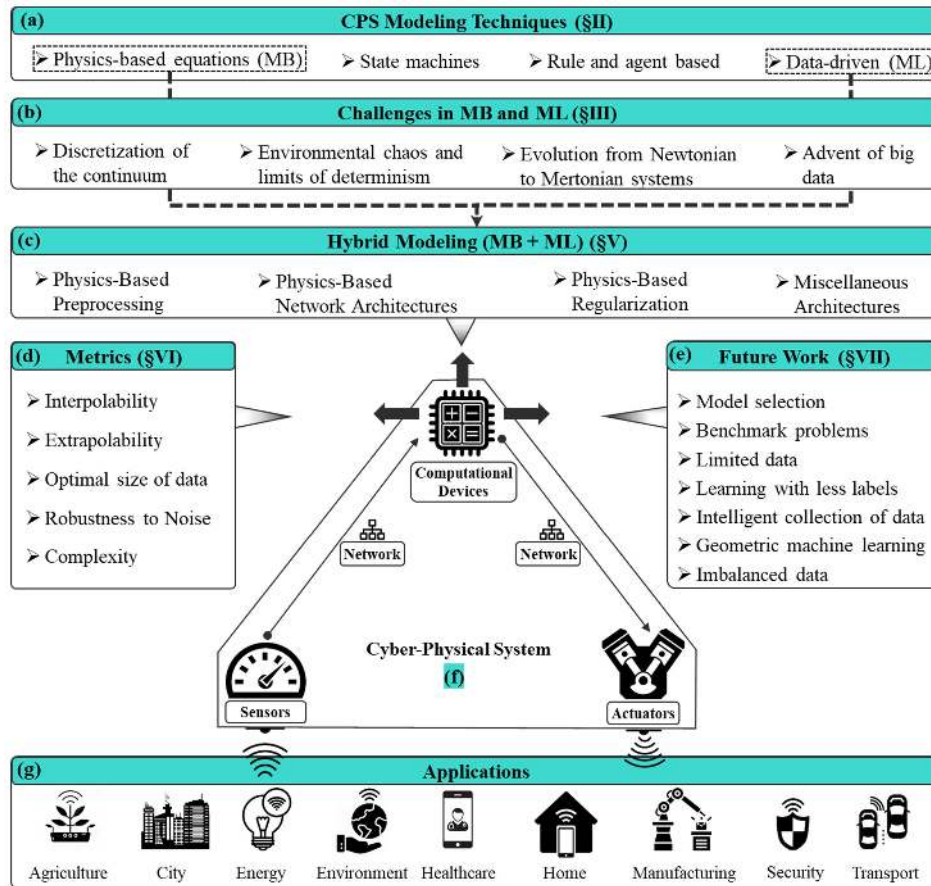 (a) CPS Modeling Techniques (§II)
➢ Physics-based equations (MB) ➢ State machines ➢ Rule and agent based ➢ Data-driven (ML)
(b) Challenges in MB and ML (§III)
➢ Discretization of the continuum
➢ Environmental chaos and limits of determinism
➢ Evolution from Newtonian to Mertonian systems
➢ Advent of big data
(c) Hybrid Modeling (MB + ML) (§V)
➢ Physics-Based Preprocessing
➢ Physics-Based Network Architectures
➢ Physics-Based Regularization
➢ Miscellaneous Architectures
(d) Metrics (§VI)
➢ Interpolability
➢ Extrapolability
➢ Optimal size of data
➢ Robustness to Noise
➢ Complexity
(e) Future Work (§VII)
➢ Model selection
➢ Benchmark problems
➢ Limited data
➢ Learning with less labels
➢ Intelligent collection of data
➢ Geometric machine learning
➢ Imbalanced data
Computational
Devices
Network
Network
Cyber-Physical System
(f)
Sensors
Actuators
(g) Applications
Agriculture City Energy Environment Healthcare Home Manufacturing Security Transport